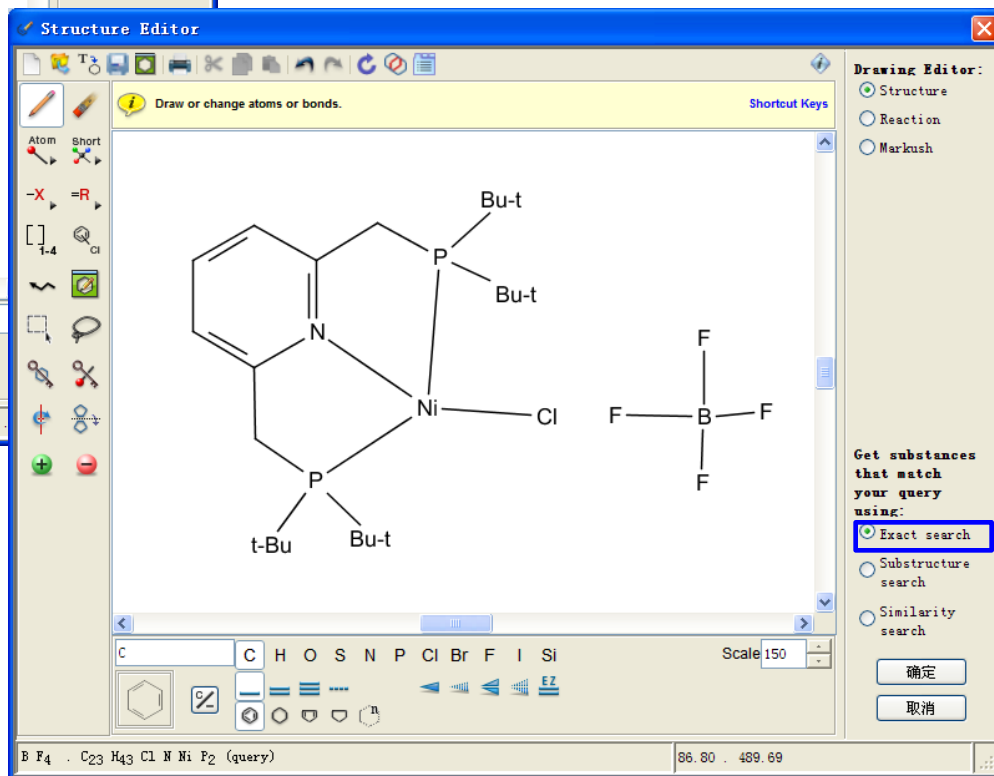 Structure Editor
Drawing Editor:
Structure
Reaction
Markush
Draw or change atoms or bonds.
Shortcut Keys
Atom
Short
-X
=R
[ ] 1-4
Cl
Bu-t
P
Bu-t
N
Ni
Cl
P
t-Bu
Bu-t
F
F
B
F
F
Get substances
that match
your query
using:
Exact search
Substructure
search
Similarity
search
C
C H O S N P Cl Br F I Si
Scale 150
EZ
n
确定
取消
B F4 . C23 H43 Cl N Ni P2 (query)
86.80 . 489.69